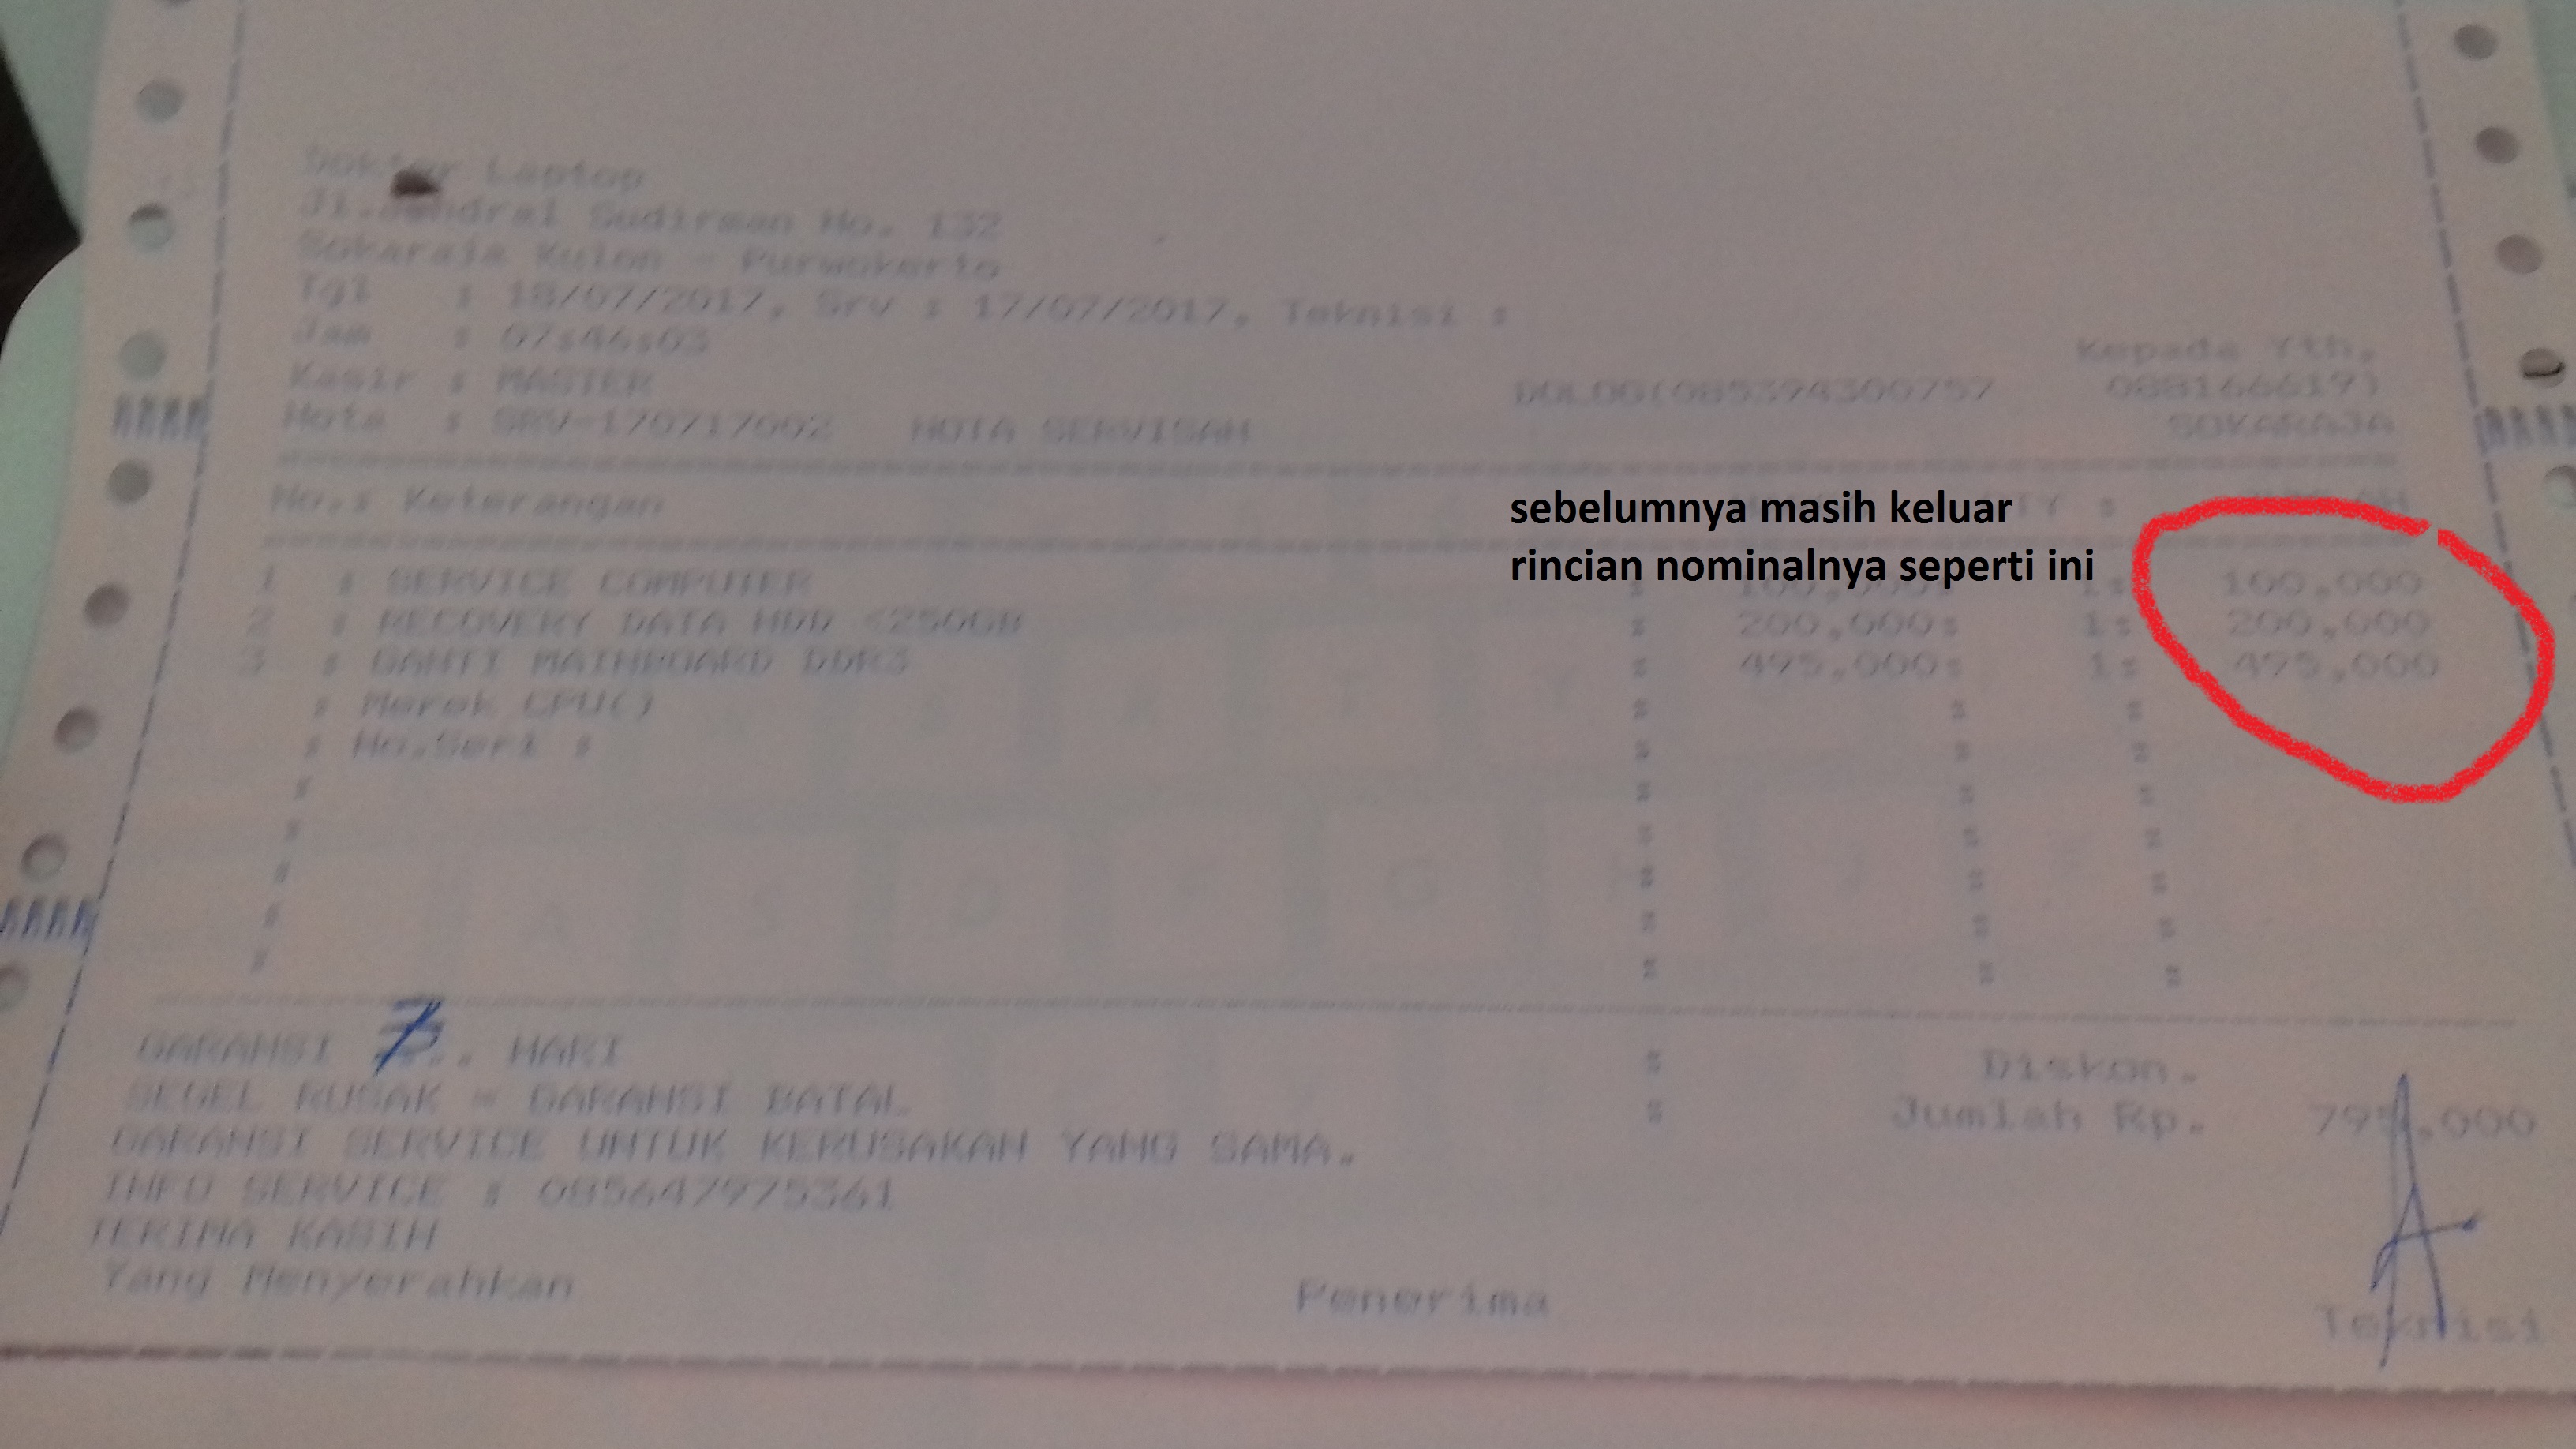 Dokter Laptop
Jl.Jendral Sudirman No. 132
Sokaraja Kulon - Purwokerto
Tgl : 18/07/2017, Srv : 17/07/2017, Teknisi :
Jam : 07:46:03
Kepada Yth,
Kasir : MASTER DOLOG(085394300757 088166619)
Nota : SRV-170717002 NOTA SERVISAN SOKARAJA
No.: Keterangan
sebelumnya masih keluar
rincian nominalnya seperti ini
1 : SERVICE COMPUTER : 100,000: 1: 100,000
2 : RECOVERY DATA HDD <250GB : 200,000: 1: 200,000
3 : GANTI MAINBOARD DDR3 : 495,000: 1: 495,000
: Merek CPU() : : :
: No.Seri : : : :
GARANSI 7 .. HARI : Diskon.
SEGEL RUSAK = GARANSI BATAL : Jumlah Rp. 795,000
GARANSI SERVICE UNTUK KERUSAKAN YANG SAMA.
INFO SERVICE : 085647975361
TERIMA KASIH
Yang Menyerahkan Penerima Teknisi